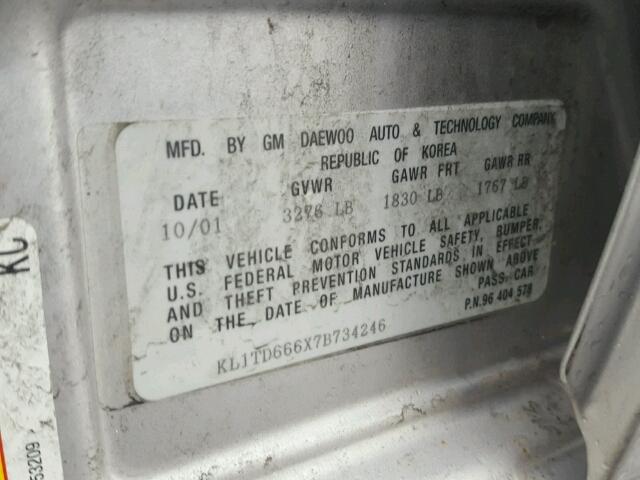 MFD. BY GM DAEWOO AUTO & TECHNOLOGY COMPANY
REPUBLIC OF KOREA
DATE GVWR GAWR FRT GAWR RR
10/01 3276 LB 1830 LB 1767 LB
THIS VEHICLE CONFORMS TO ALL APPLICABLE
U.S. FEDERAL MOTOR VEHICLE SAFETY, BUMPER,
AND THEFT PREVENTION STANDARDS IN EFFECT
ON THE DATE OF MANUFACTURE SHOWN ABOVE
PASS. CAR
P.N.96 404 578
KL1TD666X7B734246
KC
53209
X